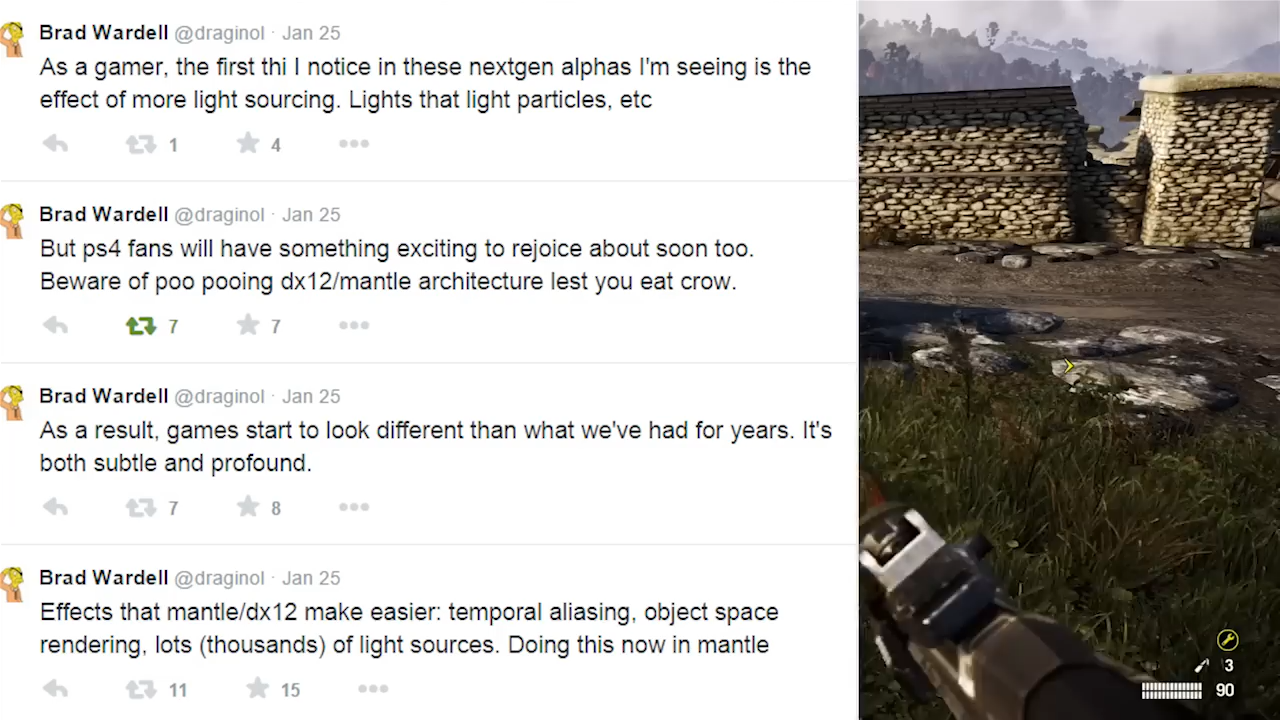 Brad Wardell @draginol · Jan 25
As a gamer, the first thi I notice in these nextgen alphas I'm seeing is the
effect of more light sourcing. Lights that light particles, etc
1 4
Brad Wardell @draginol · Jan 25
But ps4 fans will have something exciting to rejoice about soon too.
Beware of poo pooing dx12/mantle architecture lest you eat crow.
7 7
Brad Wardell @draginol · Jan 25
As a result, games start to look different than what we've had for years. It's
both subtle and profound.
7 8
Brad Wardell @draginol · Jan 25
Effects that mantle/dx12 make easier: temporal aliasing, object space
rendering, lots (thousands) of light sources. Doing this now in mantle
11 15
3
90